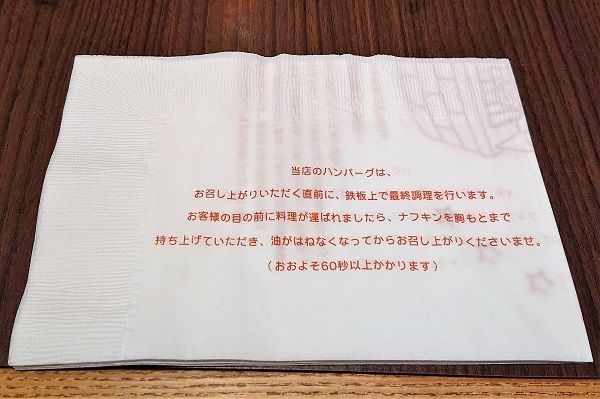 当店のハンバーグは、
お召し上がりいただく直前に、鉄板上で最終調理を行います。
お客様の目の前に料理が運ばれましたら、ナフキンを胸もとまで
持ち上げていただき、油がはねなくなってからお召し上がりくださいませ。
（おおよそ60秒以上かかります）